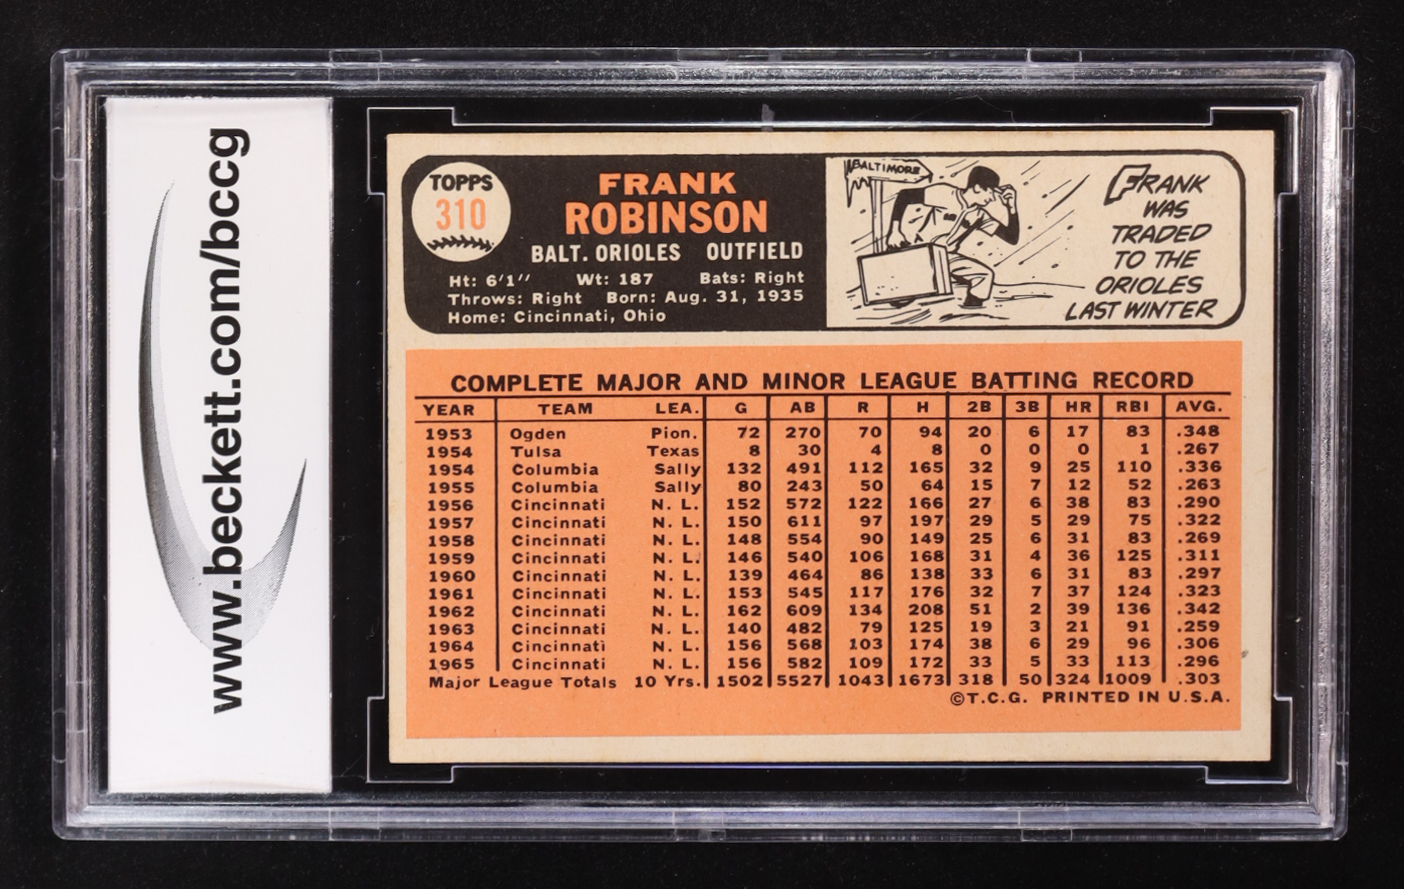 www.beckett.com/bccg
TOPPS
310
FRANK
ROBINSON
BALT. ORIOLES OUTFIELD
Ht: 6'1" Wt: 187 Bats: Right
Throws: Right Born: Aug. 31, 1935
Home: Cincinnati, Ohio
BALTIMORE
FRANK
WAS
TRADED
TO THE
ORIOLES
LAST WINTER
COMPLETE MAJOR AND MINOR LEAGUE BATTING RECORD
YEAR TEAM LEA. G AB R H 2B 3B HR RBI AVG.
1953 Ogden Pion. 72 270 70 94 20 6 17 83 .348
1954 Tulsa Texas 8 30 4 8 0 0 0 1 .267
1954 Columbia Sally 132 491 112 165 32 9 25 110 .336
1955 Columbia Sally 80 243 50 64 15 7 12 52 .263
1956 Cincinnati N. L. 152 572 122 166 27 6 38 83 .290
1957 Cincinnati N. L. 150 611 97 197 29 5 29 75 .322
1958 Cincinnati N. L. 148 554 90 149 25 6 31 83 .269
1959 Cincinnati N. L. 146 540 106 168 31 4 36 125 .311
1960 Cincinnati N. L. 139 464 86 138 33 6 31 83 .297
1961 Cincinnati N. L. 153 545 117 176 32 7 37 124 .323
1962 Cincinnati N. L. 162 609 134 208 51 2 39 136 .342
1963 Cincinnati N. L. 140 482 79 125 19 3 21 91 .259
1964 Cincinnati N. L. 156 568 103 174 38 6 29 96 .306
1965 Cincinnati N. L. 156 582 109 172 33 5 33 113 .296
Major League Totals 10 Yrs. 1502 5527 1043 1673 318 50 324 1009 .303
©T.C.G. PRINTED IN U.S.A.